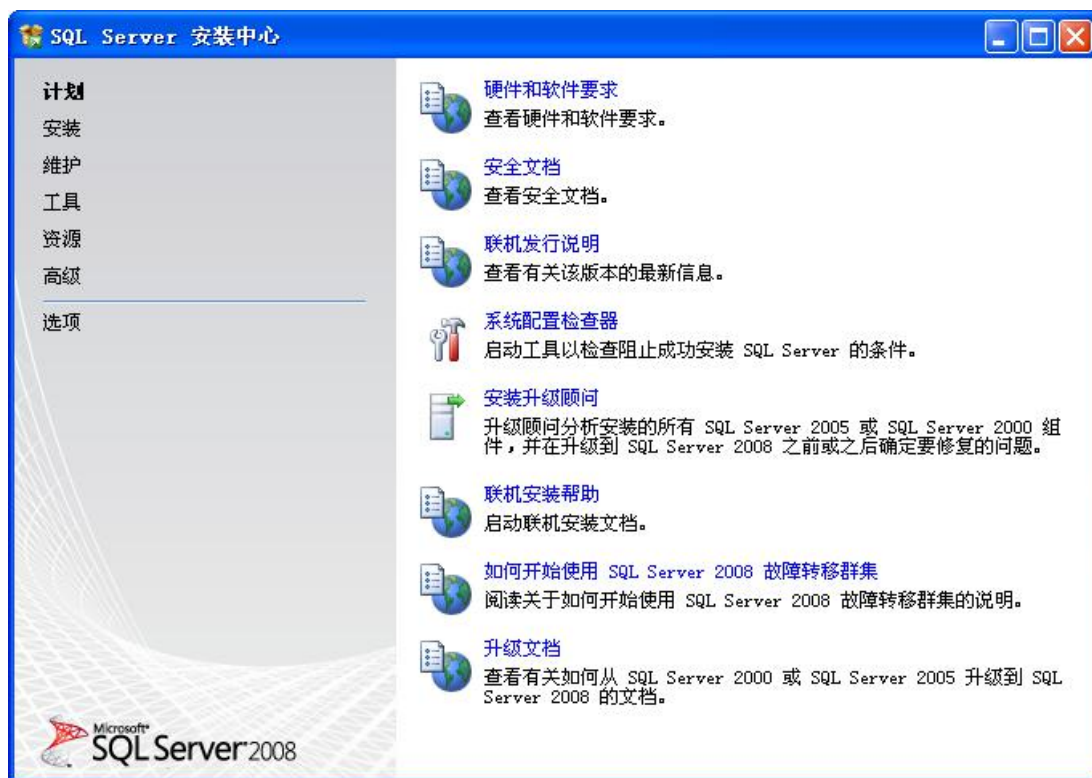 SQL Server 安装中心
计划
安装
维护
工具
资源
高级
选项
硬件和软件要求
查看硬件和软件要求。
安全文档
查看安全文档。
联机发行说明
查看有关该版本的最新信息。
系统配置检查器
启动工具以检查阻止成功安装 SQL Server 的条件。
安装升级顾问
升级顾问分析安装的所有 SQL Server 2005 或 SQL Server 2000 组
件，并在升级到 SQL Server 2008 之前或之后确定要修复的问题。
联机安装帮助
启动联机安装文档。
如何开始使用 SQL Server 2008 故障转移群集
阅读关于如何开始使用 SQL Server 2008 故障转移群集的说明。
升级文档
查看有关如何从 SQL Server 2000 或 SQL Server 2005 升级到 SQL
Server 2008 的文档。
Microsoft®
SQL Server 2008